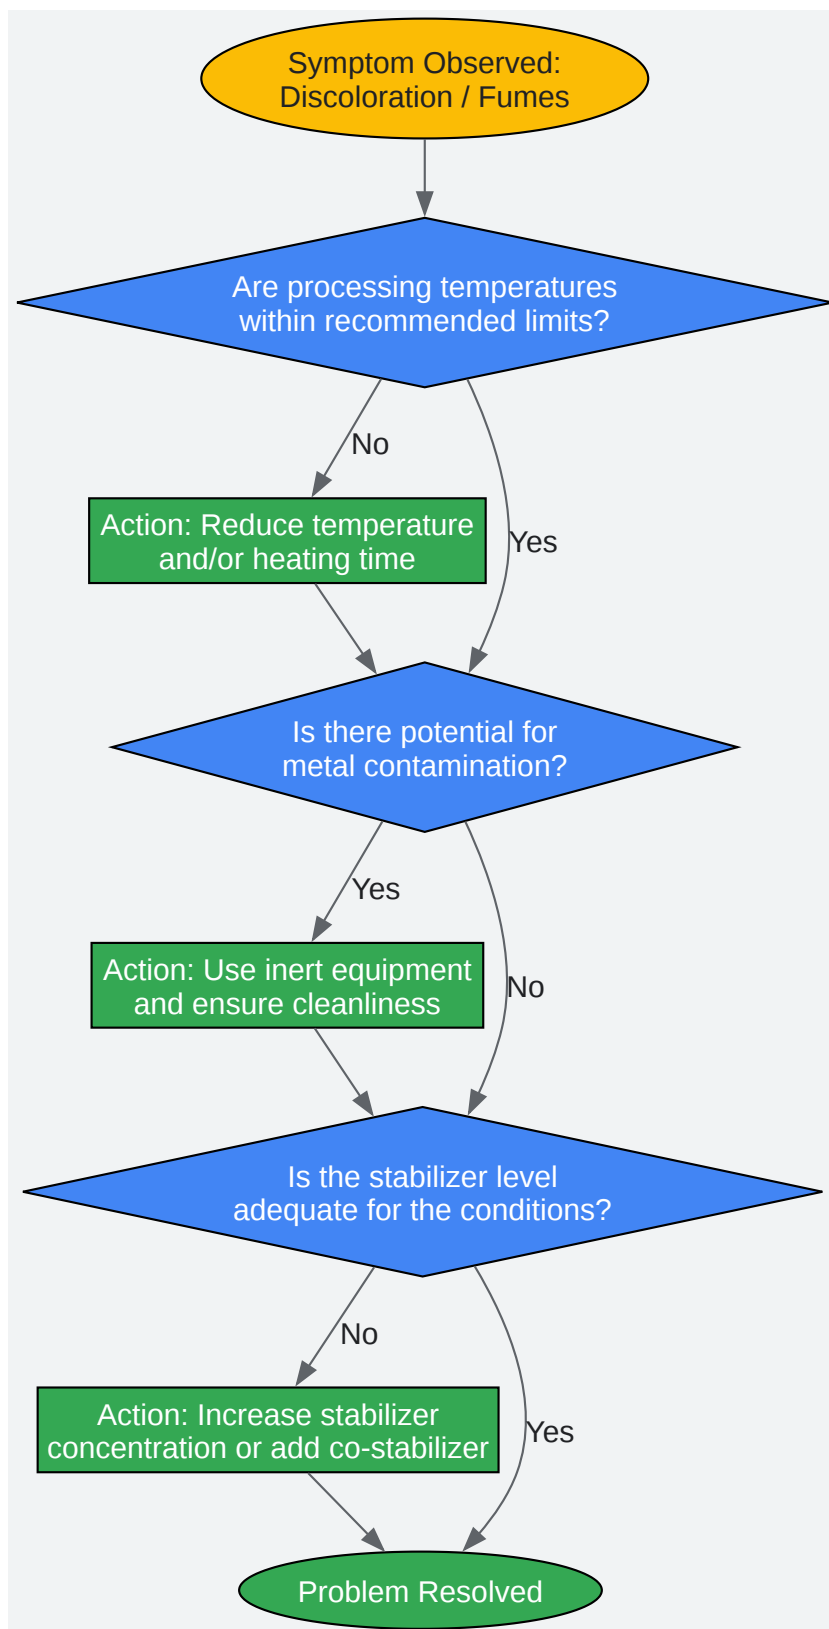 Symptom Observed:
Discoloration / Fumes
Are processing temperatures
within recommended limits?
No
Action: Reduce temperature
and/or heating time
Yes
Is there potential for
metal contamination?
Yes
Action: Use inert equipment
and ensure cleanliness
No
Is the stabilizer level
adequate for the conditions?
No
Action: Increase stabilizer
concentration or add co-stabilizer
Yes
Problem Resolved